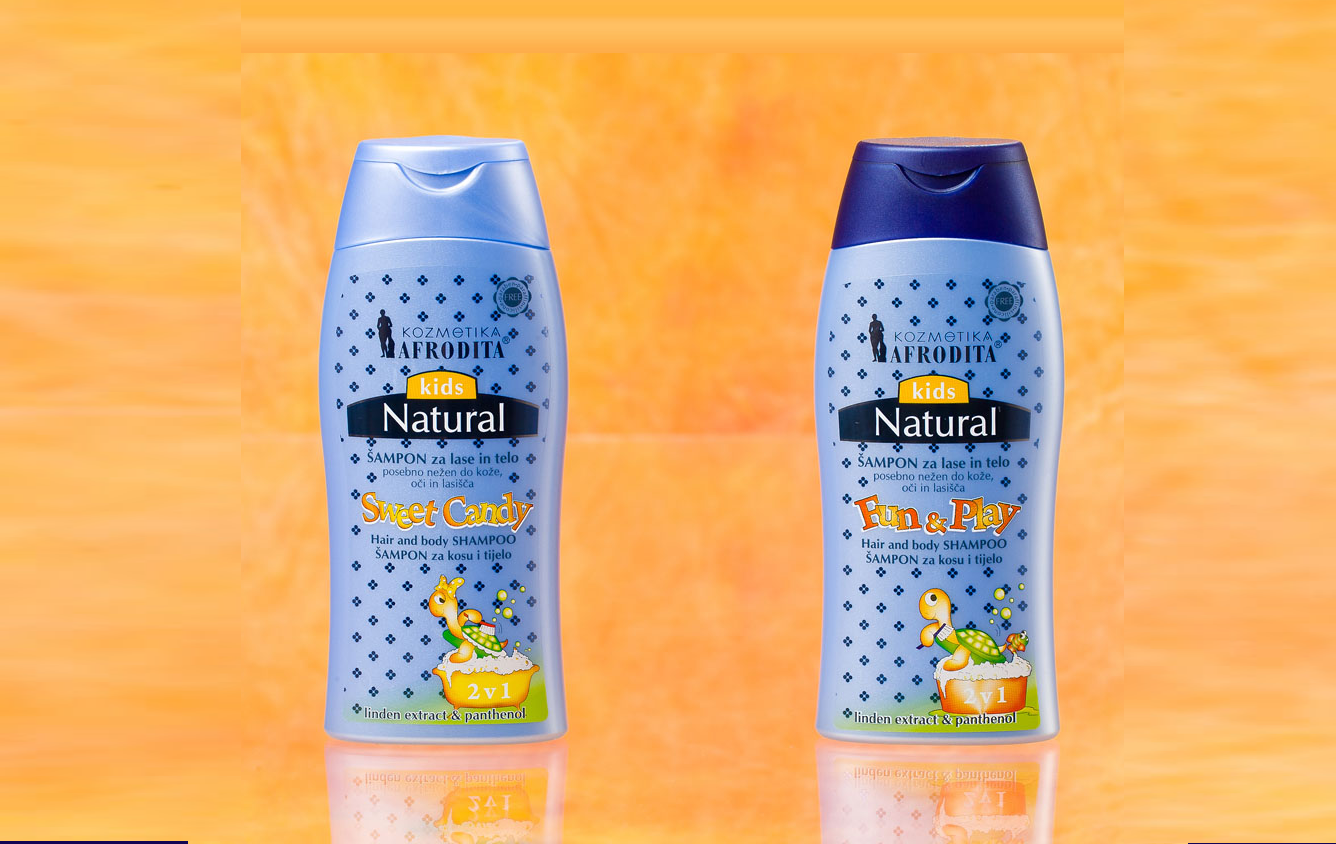 FREE
KOZMETIKA
AFRODITA®
kids
Natural
ŠAMPON za lase in telo
posebno nežen do kože,
oči in lasišča
Sweet Candy
Hair and body SHAMPOO
ŠAMPON za kosu i tijelo
2 v 1
linden extract & panthenol
FREE
KOZMETIKA
AFRODITA®
kids
Natural
ŠAMPON za lase in telo
posebno nežen do kože,
oči in lasišča
Fun & Play
Hair and body SHAMPOO
ŠAMPON za kosu i tijelo
2 v 1
linden extract & panthenol